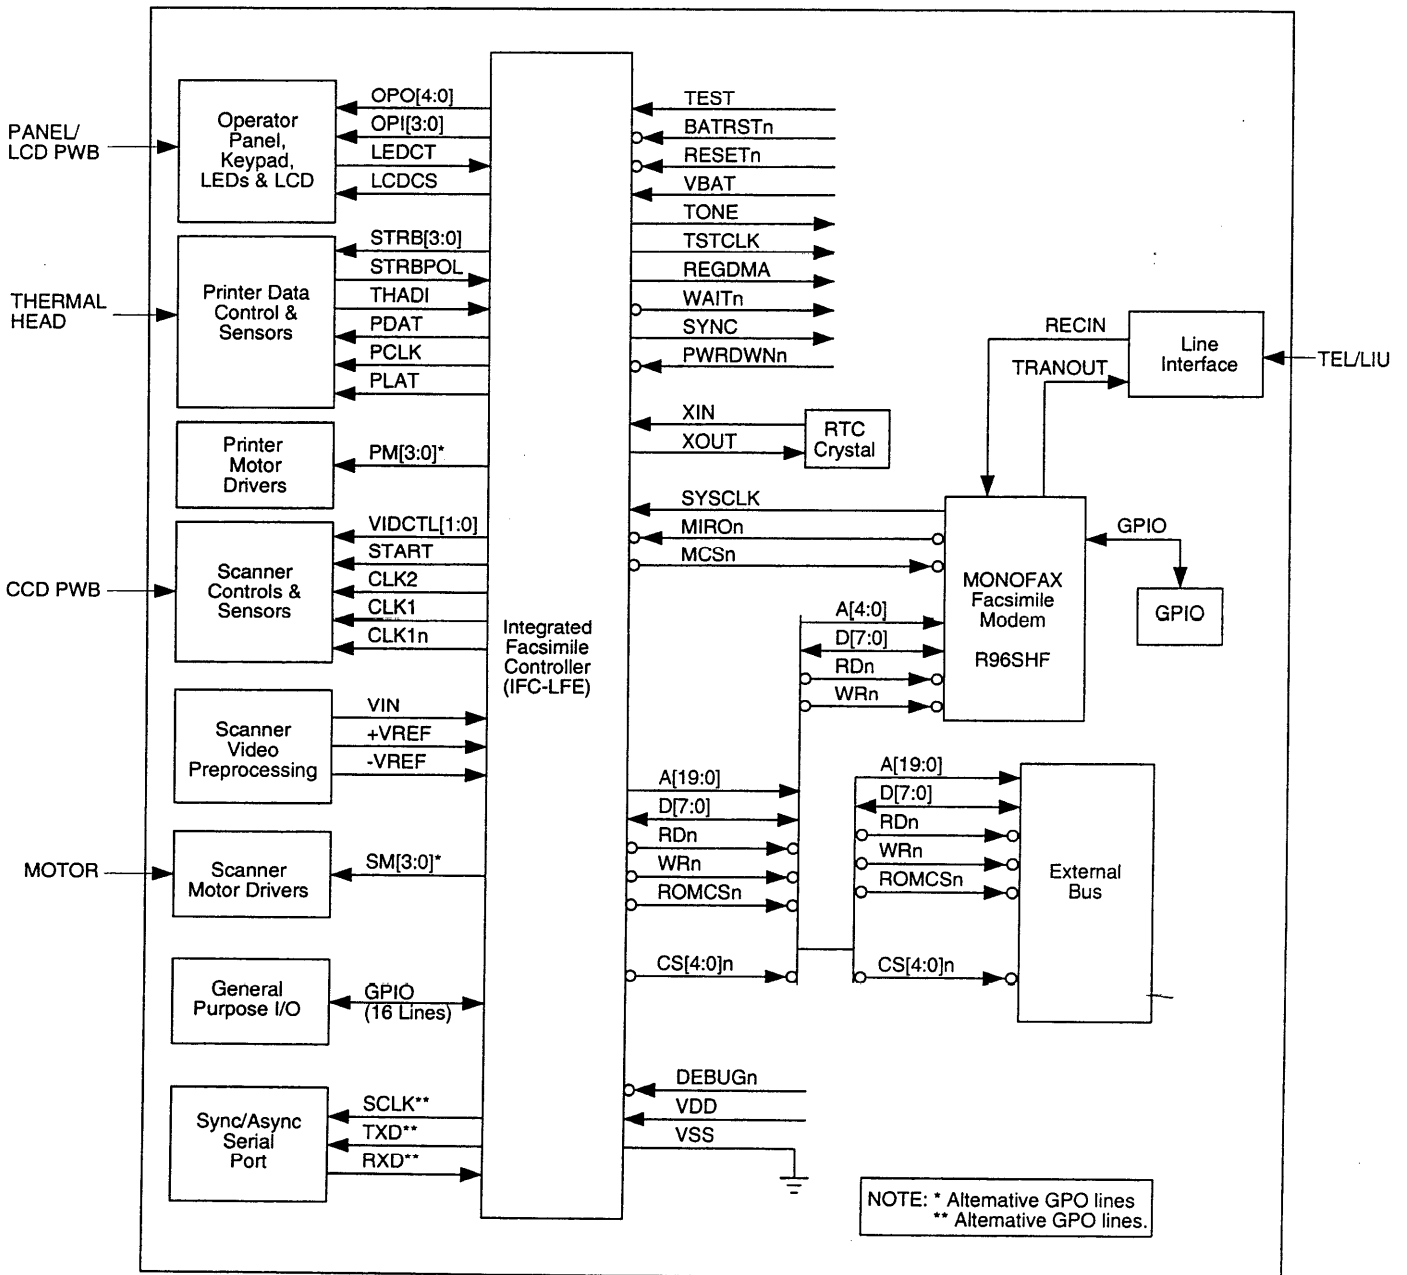 PANEL/
LCD PWB
THERMAL
HEAD
CCD PWB
MOTOR
Operator
Panel,
Keypad,
LEDs & LCD
OPO[4:0]
OPI[3:0]
LEDCT
LCDCS
Printer Data
Control &
Sensors
STRB[3:0]
STRBPOL
THADI
PDAT
PCLK
PLAT
Printer
Motor
Drivers
PM[3:0]*
Scanner
Controls &
Sensors
VIDCTL[1:0]
START
CLK2
CLK1
CLK1n
Scanner
Video
Preprocessing
VIN
+VREF
-VREF
Scanner
Motor Drivers
SM[3:0]*
General
Purpose I/O
GPIO
(16 Lines)
Sync/Async
Serial
Port
SCLK**
TXD**
RXD**
Integrated
Facsimile
Controller
(IFC-LFE)
TEST
BATRSTn
RESETn
VBAT
TONE
TSTCLK
REGDMA
WAITn
SYNC
PWRDWNn
XIN
XOUT
RTC
Crystal
SYSCLK
MIROn
MCSn
RECIN
TRANOUT
Line
Interface
TEL/LIU
MONOFAX
Facsimile
Modem
R96SHF
GPIO
GPIO
A[4:0]
D[7:0]
RDn
WRn
A[19:0]
D[7:0]
RDn
WRn
ROMCSn
CS[4:0]n
A[19:0]
D[7:0]
RDn
WRn
ROMCSn
CS[4:0]n
External
Bus
DEBUGn
VDD
VSS
NOTE: * Alternative GPO lines
** Alternative GPO lines.